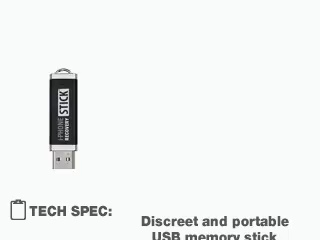 i-PHONE
RECOVERY
STICK
TECH SPEC:
Discreet and portable
USB memory stick